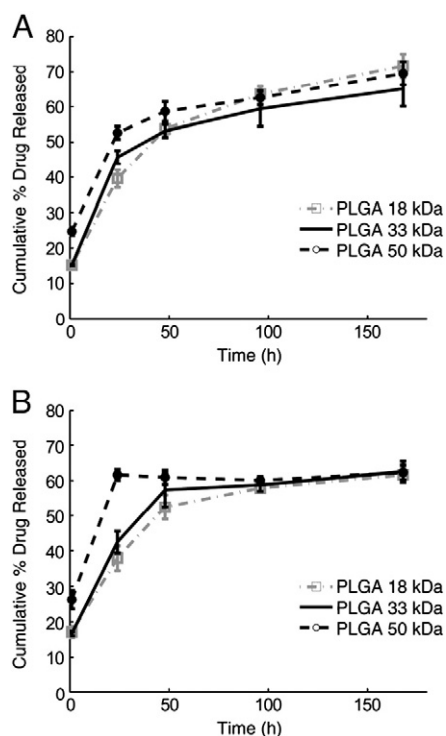 A
Cumulative % Drug Released
80
70
60
50
40
30
20
10
0
PLGA 18 kDa
PLGA 33 kDa
PLGA 50 kDa
0 50 100 150
Time (h)
B
Cumulative % Drug Released
80
70
60
50
40
30
20
10
0
PLGA 18 kDa
PLGA 33 kDa
PLGA 50 kDa
0 50 100 150
Time (h)